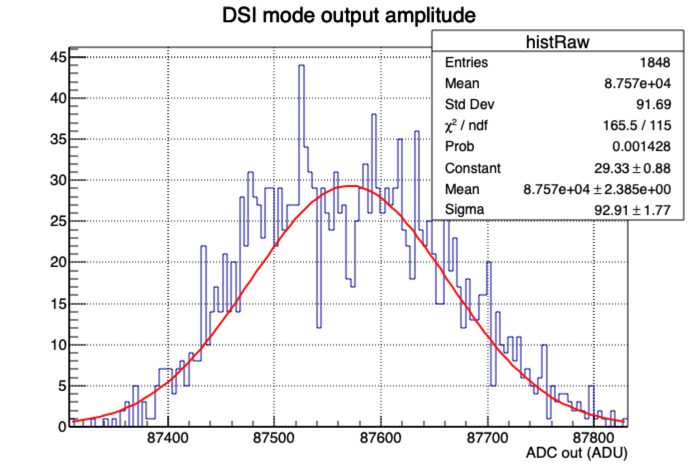 DSI mode output amplitude
histRaw
Entries 1848
Mean 8.757e+04
Std Dev 91.69
χ² / ndf 165.5 / 115
Prob 0.001428
Constant 29.33 ± 0.88
Mean 8.757e+04 ± 2.385e+00
Sigma 92.91 ± 1.77
45
40
35
30
25
20
15
10
5
0
87400 87500 87600 87700 87800
ADC out (ADU)